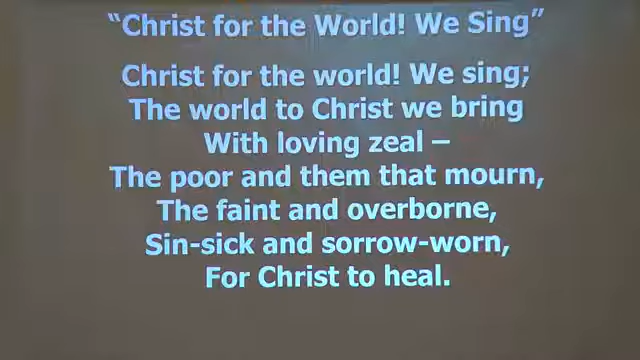 “Christ for the World! We Sing”
Christ for the world! We sing;
The world to Christ we bring
With loving zeal –
The poor and them that mourn,
The faint and overborne,
Sin-sick and sorrow-worn,
For Christ to heal.